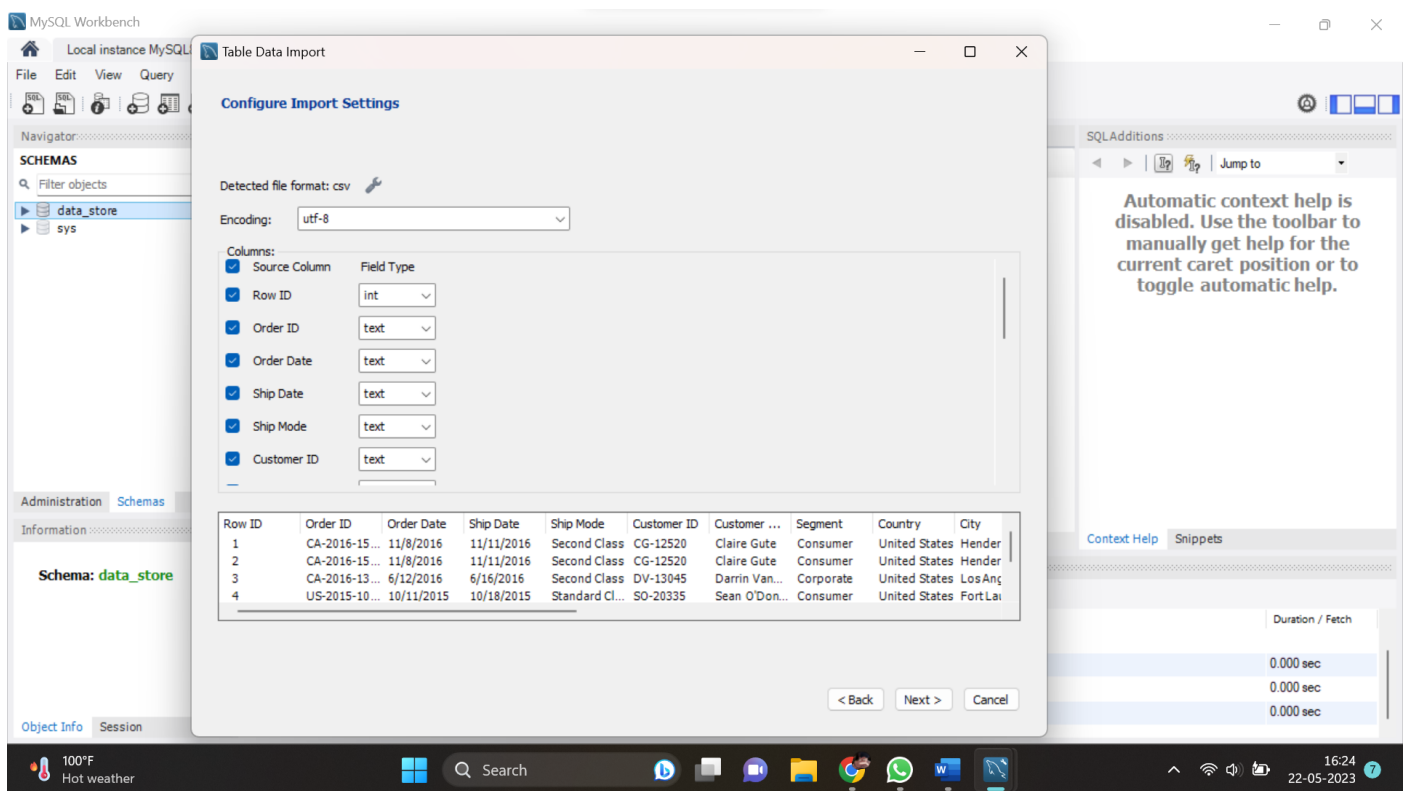 MySQL Workbench
Local instance MySQL
Table Data Import
File Edit View Query
Configure Import Settings
Navigator
SQLAdditions
SCHEMAS
Jump to
Filter objects
Detected file format: csv
data_store
Encoding: utf-8
sys
Automatic context help is
disabled. Use the toolbar to
manually get help for the
current caret position or to
toggle automatic help.
Columns:
Source Column Field Type
Row ID int
Order ID text
Order Date text
Ship Date text
Ship Mode text
Customer ID text
Administration Schemas
Information
Row ID Order ID Order Date Ship Date Ship Mode Customer ID Customer ... Segment Country City
1 CA-2016-15... 11/8/2016 11/11/2016 Second Class CG-12520 Claire Gute Consumer United States Hender
2 CA-2016-15... 11/8/2016 11/11/2016 Second Class CG-12520 Claire Gute Consumer United States Hender
3 CA-2016-13... 6/12/2016 6/16/2016 Second Class DV-13045 Darrin Van... Corporate United States Los Ang
4 US-2015-10... 10/11/2015 10/18/2015 Standard Cl... SO-20335 Sean O'Don... Consumer United States Fort Lau
Context Help Snippets
Schema: data_store
Duration / Fetch
0.000 sec
0.000 sec
0.000 sec
< Back Next > Cancel
Object Info Session
100°F
Hot weather
Search
16:24
22-05-2023
7